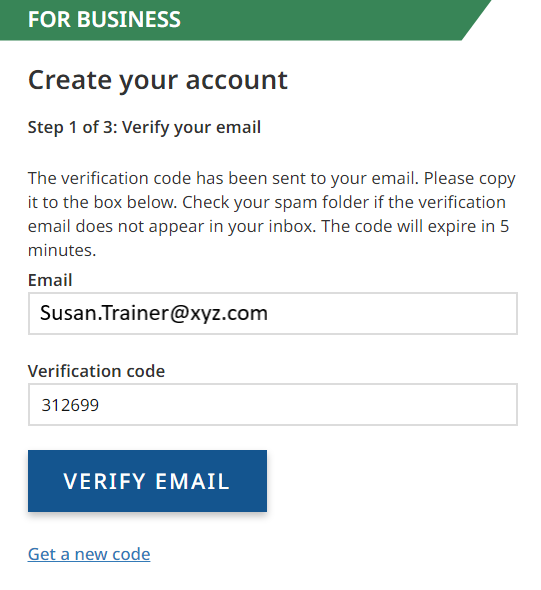 FOR BUSINESS
Create your account
Step 1 of 3: Verify your email
The verification code has been sent to your email. Please copy
it to the box below. Check your spam folder if the verification
email does not appear in your inbox. The code will expire in 5
minutes.
Email
Susan.Trainer@xyz.com
Verification code
312699
VERIFY EMAIL
Get a new code